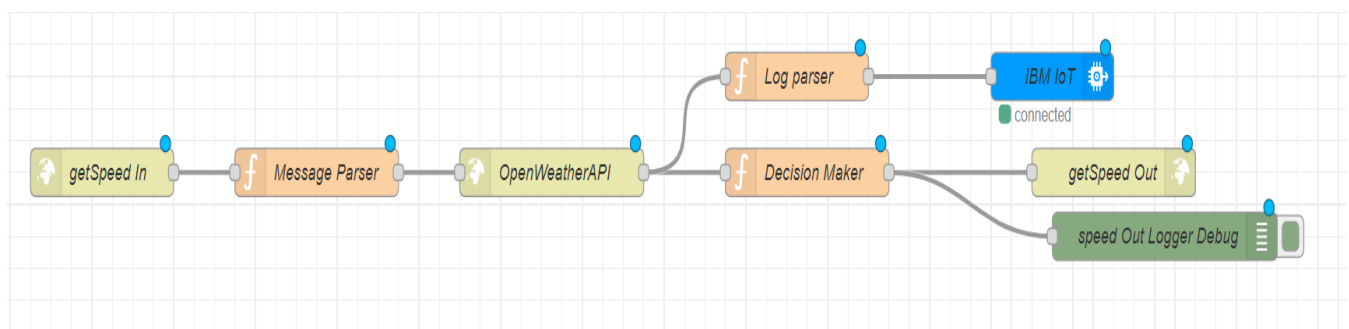 Log parser
IBM IoT
connected
getSpeed In
Message Parser
OpenWeatherAPI
Decision Maker
getSpeed Out
speed Out Logger Debug